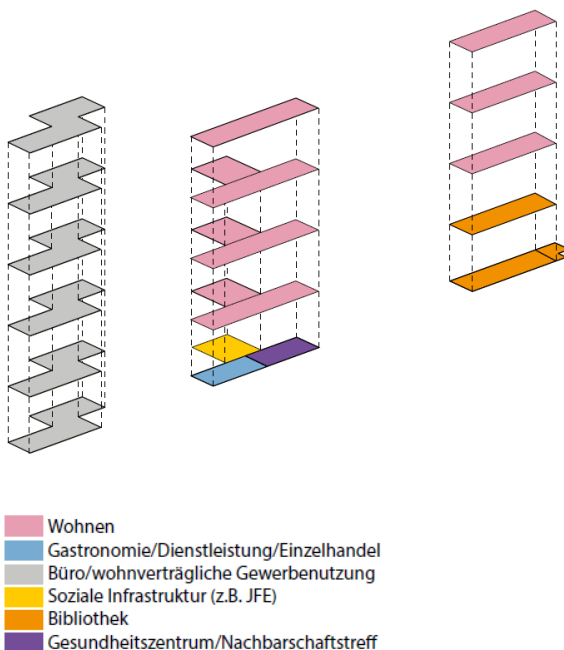 Wohnen
Gastronomie/Dienstleistung/Einzelhandel
Büro/wohnverträgliche Gewerbenutzung
Soziale Infrastruktur (z.B. JFE)
Bibliothek
Gesundheitszentrum/Nachbarschaftstreff